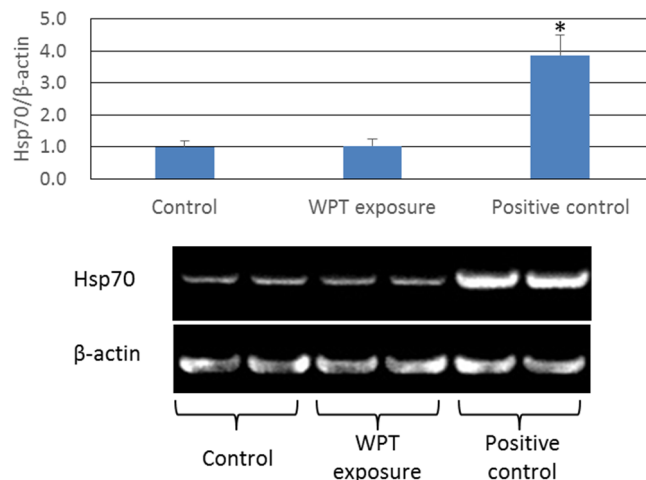 5.0
4.0
3.0
2.0
1.0
0.0
Hsp70/β-actin
*
Control WPT exposure Positive control
Hsp70
β-actin
Control WPT exposure Positive control